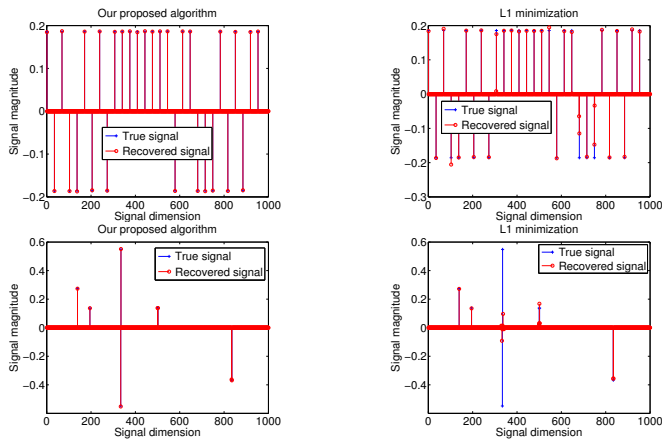 Our proposed algorithm
0.2
0.1
0
−0.1
−0.2
Signal magnitude
True signal
Recovered signal
0 200 400 600 800 1000
Signal dimension
L1 minimization
0.2
0.1
0
−0.1
−0.2
−0.3
Signal magnitude
True signal
Recovered signal
0 200 400 600 800 1000
Signal dimension
Our proposed algorithm
0.6
0.4
0.2
0
−0.2
−0.4
Signal magnitude
True signal
Recovered signal
0 200 400 600 800 1000
Signal dimension
L1 minimization
0.6
0.4
0.2
0
−0.2
−0.4
Signal magnitude
True signal
Recovered signal
0 200 400 600 800 1000
Signal dimension